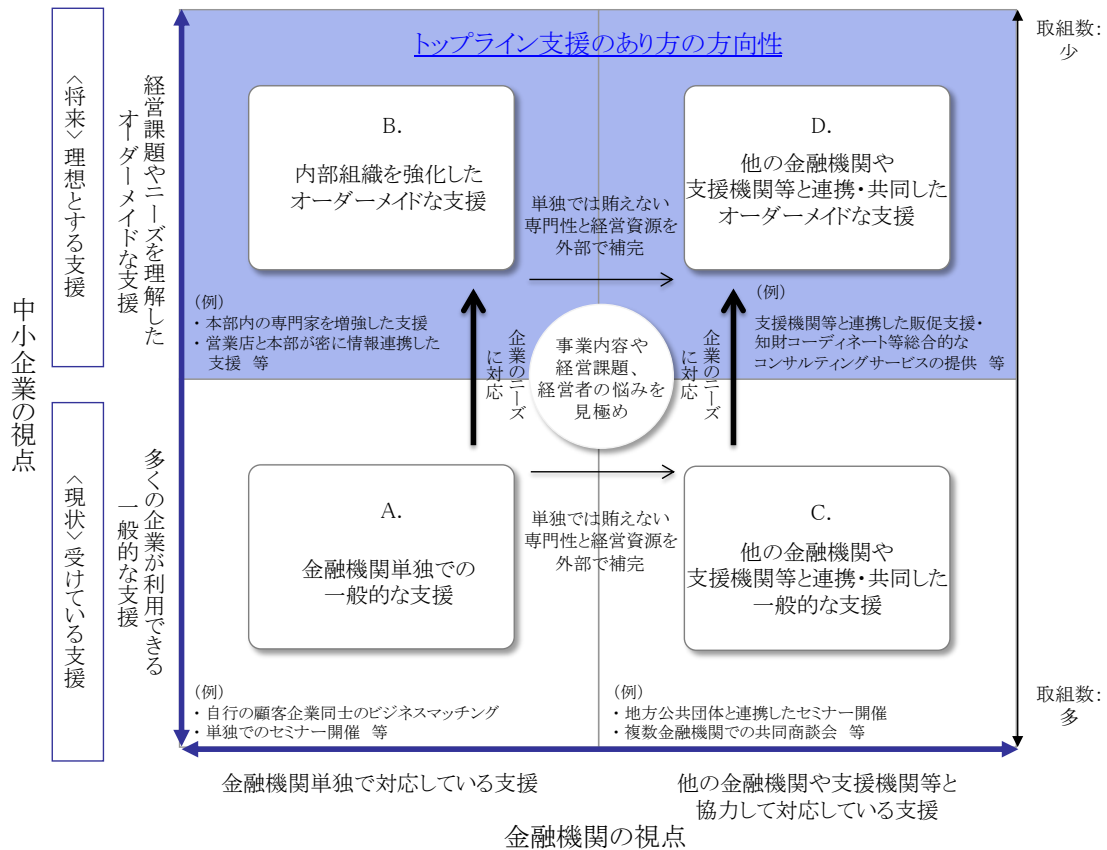 トップライン支援のあり方の方向性
取組数：
少
中小企業の視点
〈将来〉理想とする支援
経営課題やニーズを理解した
オーダーメイドな支援
B.
内部組織を強化した
オーダーメイドな支援
単独では賄えない
専門性と経営資源を
外部で補完
D.
他の金融機関や
支援機関等と連携・共同した
オーダーメイドな支援
（例）
・本部内の専門家を増強した支援
・営業店と本部が密に情報連携した
支援 等
（例）
支援機関等と連携した販促支援・
知財コーディネート等総合的な
コンサルティングサービスの提供 等
企業のニーズ
に対応
事業内容や
経営課題、
経営者の悩みを
見極め
企業のニーズ
に対応
〈現状〉受けている支援
多くの企業が利用できる
一般的な支援
A.
金融機関単独での
一般的な支援
単独では賄えない
専門性と経営資源を
外部で補完
C.
他の金融機関や
支援機関等と連携・共同した
一般的な支援
（例）
・自行の顧客企業同士のビジネスマッチング
・単独でのセミナー開催 等
（例）
・地方公共団体と連携したセミナー開催
・複数金融機関での共同商談会 等
取組数：
多
金融機関単独で対応している支援
他の金融機関や支援機関等と
協力して対応している支援
金融機関の視点